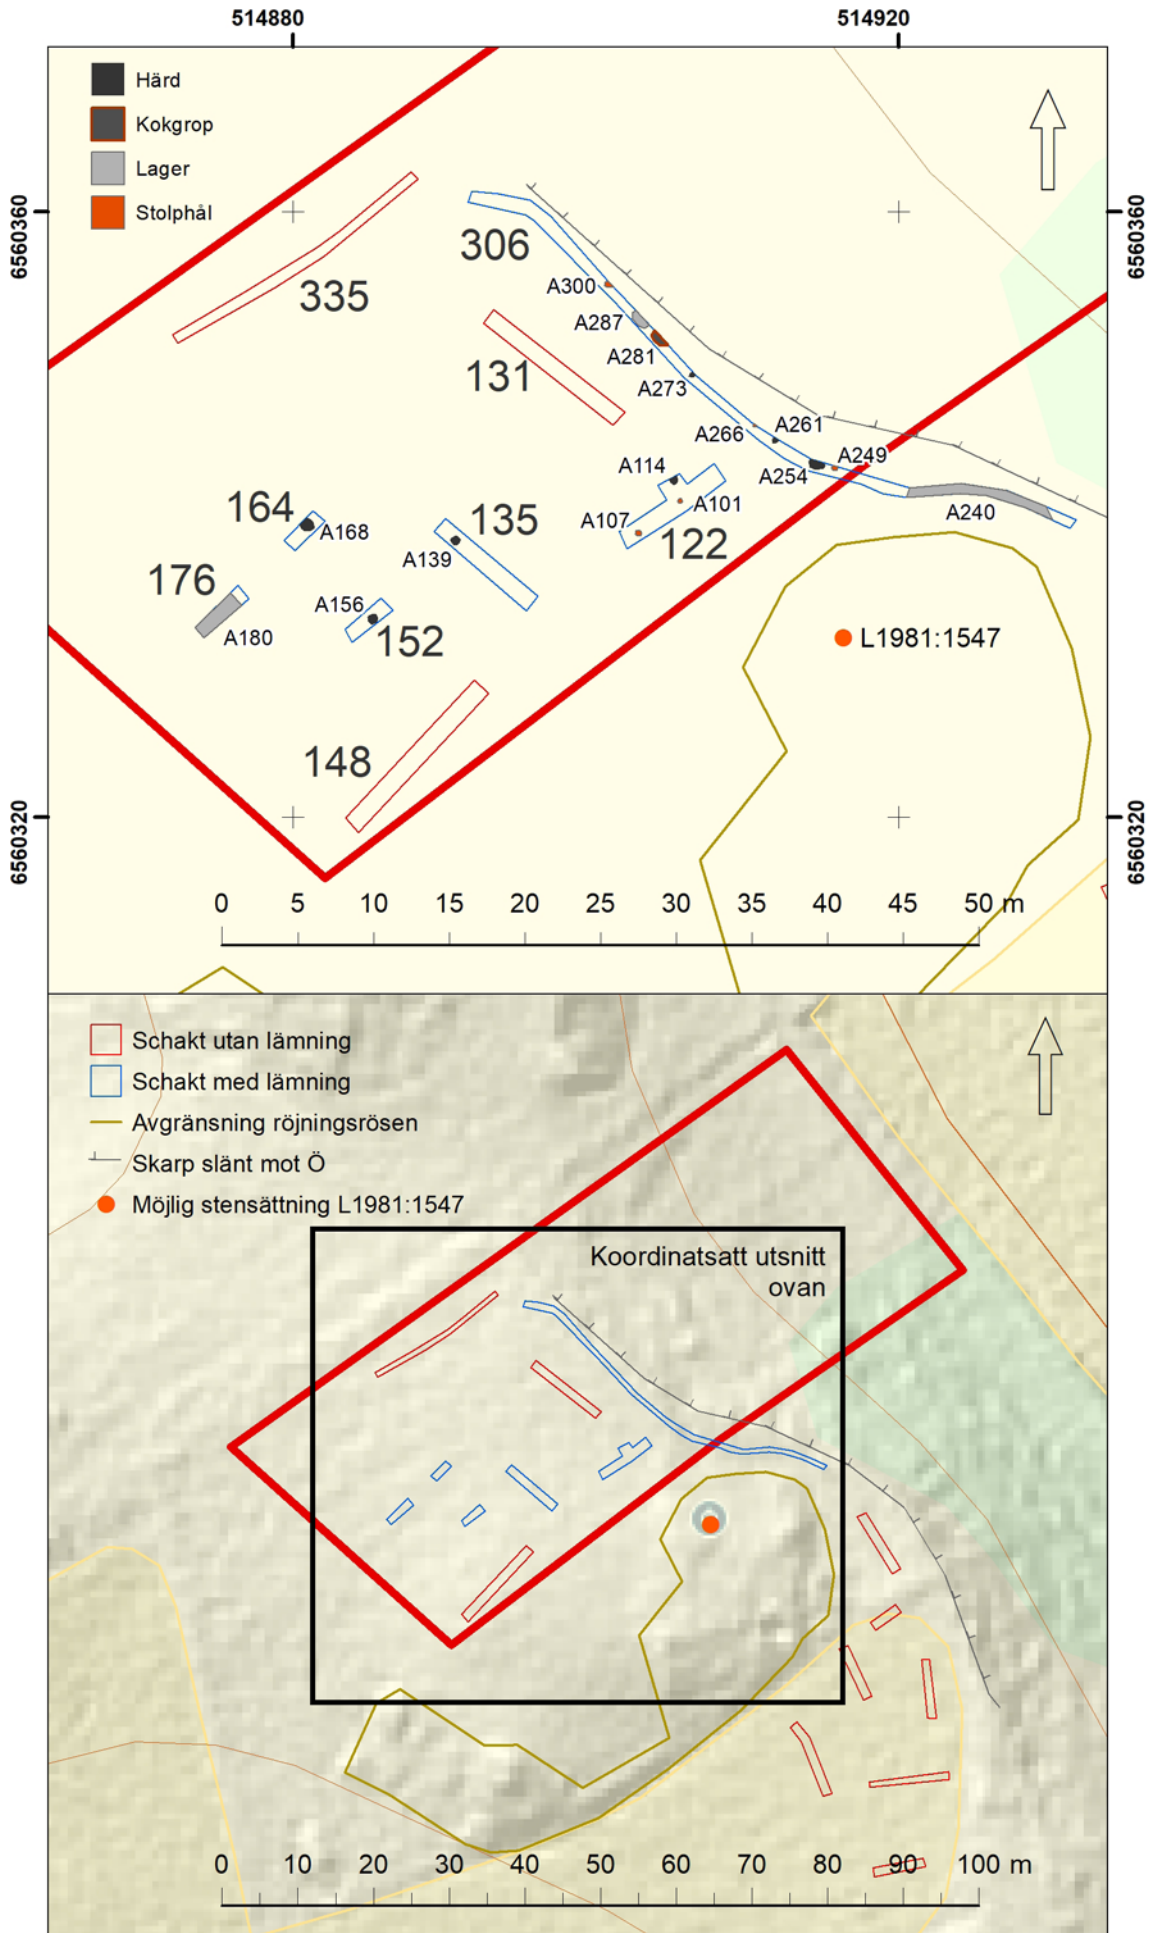 514880
514920
Härd
Kokgrop
Lager
Stolphål
6560360
6560360
306
335
A300
A287
A281
131
A273
A261
A266
A249
A254
A114
164
135
A101
A240
A168
A107
122
A139
176
A156
A180
152
L1981:1547
148
6560320
6560320
0 5 10 15 20 25 30 35 40 45 50 m
Schakt utan lämning
Schakt med lämning
Avgränsning röjningsrösen
Skarp slänt mot Ö
Möjlig stensättning L1981:1547
Koordinatsatt utsnitt
ovan
0 10 20 30 40 50 60 70 80 90 100 m